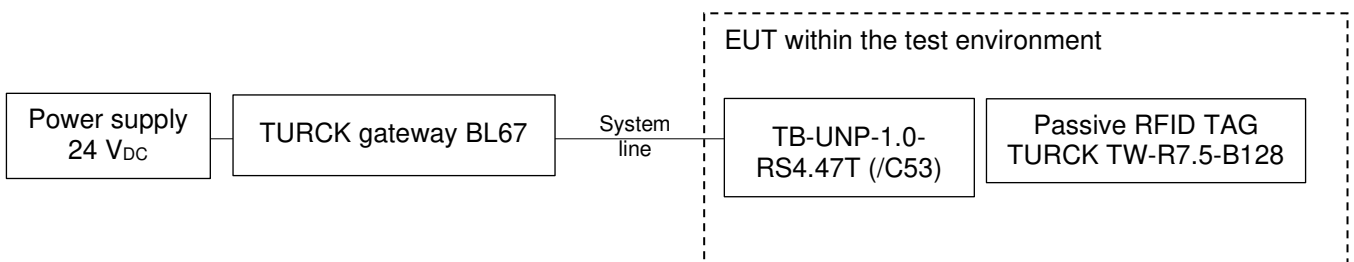 EUT within the test environment
Power supply
24 VDC
TURCK gateway BL67
System
line
TB-UNP-1.0-
RS4.47T (/C53)
Passive RFID TAG
TURCK TW-R7.5-B128